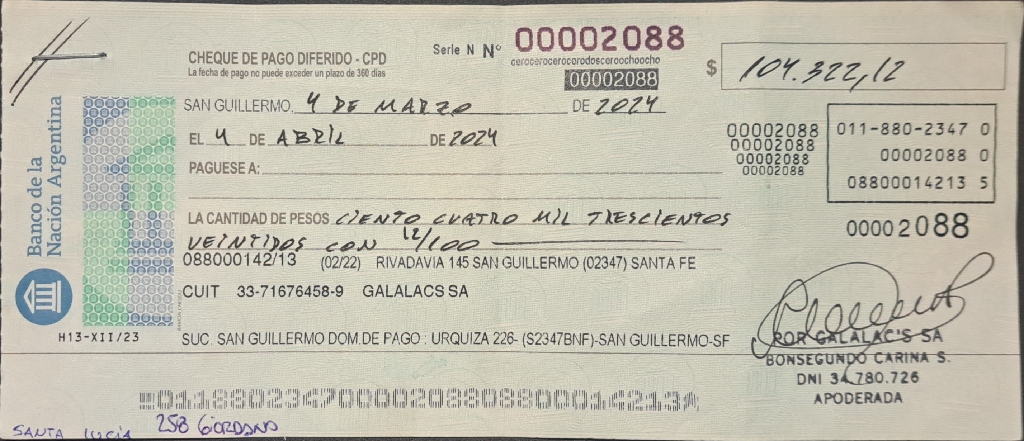 Serie N Nº 00002088
cerocerocerocerodosceroochoocho
00002088
CHEQUE DE PAGO DIFERIDO - CPD
La fecha de pago no puede exceder un plazo de 360 días
$ 104.322,12
SAN GUILLERMO, 4 DE MARZO DE 2024
EL 4 DE ABRIL DE 2024
PAGUESE A:
00002088
00002088
00002088
00002088
011-880-2347 0
00002088 0
08800014213 5
00002088
LA CANTIDAD DE PESOS CIENTO CUATRO MIL TRESCIENTOS
VEINTIDOS CON 12/100
088000142/13 (02/22) RIVADAVIA 145 SAN GUILLERMO (02347) SANTA FE
CUIT 33-71676458-9 GALALACS SA
Banco de la
Nación Argentina
H13-XII/23
SUC. SAN GUILLERMO DOM.DE PAGO : URQUIZA 226- (S2347BNF)-SAN GUILLERMO-SF
POR GALALAC'S SA
BONSEGUNDO CARINA S.
DNI 34.780.726
APODERADA
01188023470000208808800014213
SANTA LUCÍA 258 GIORDANO